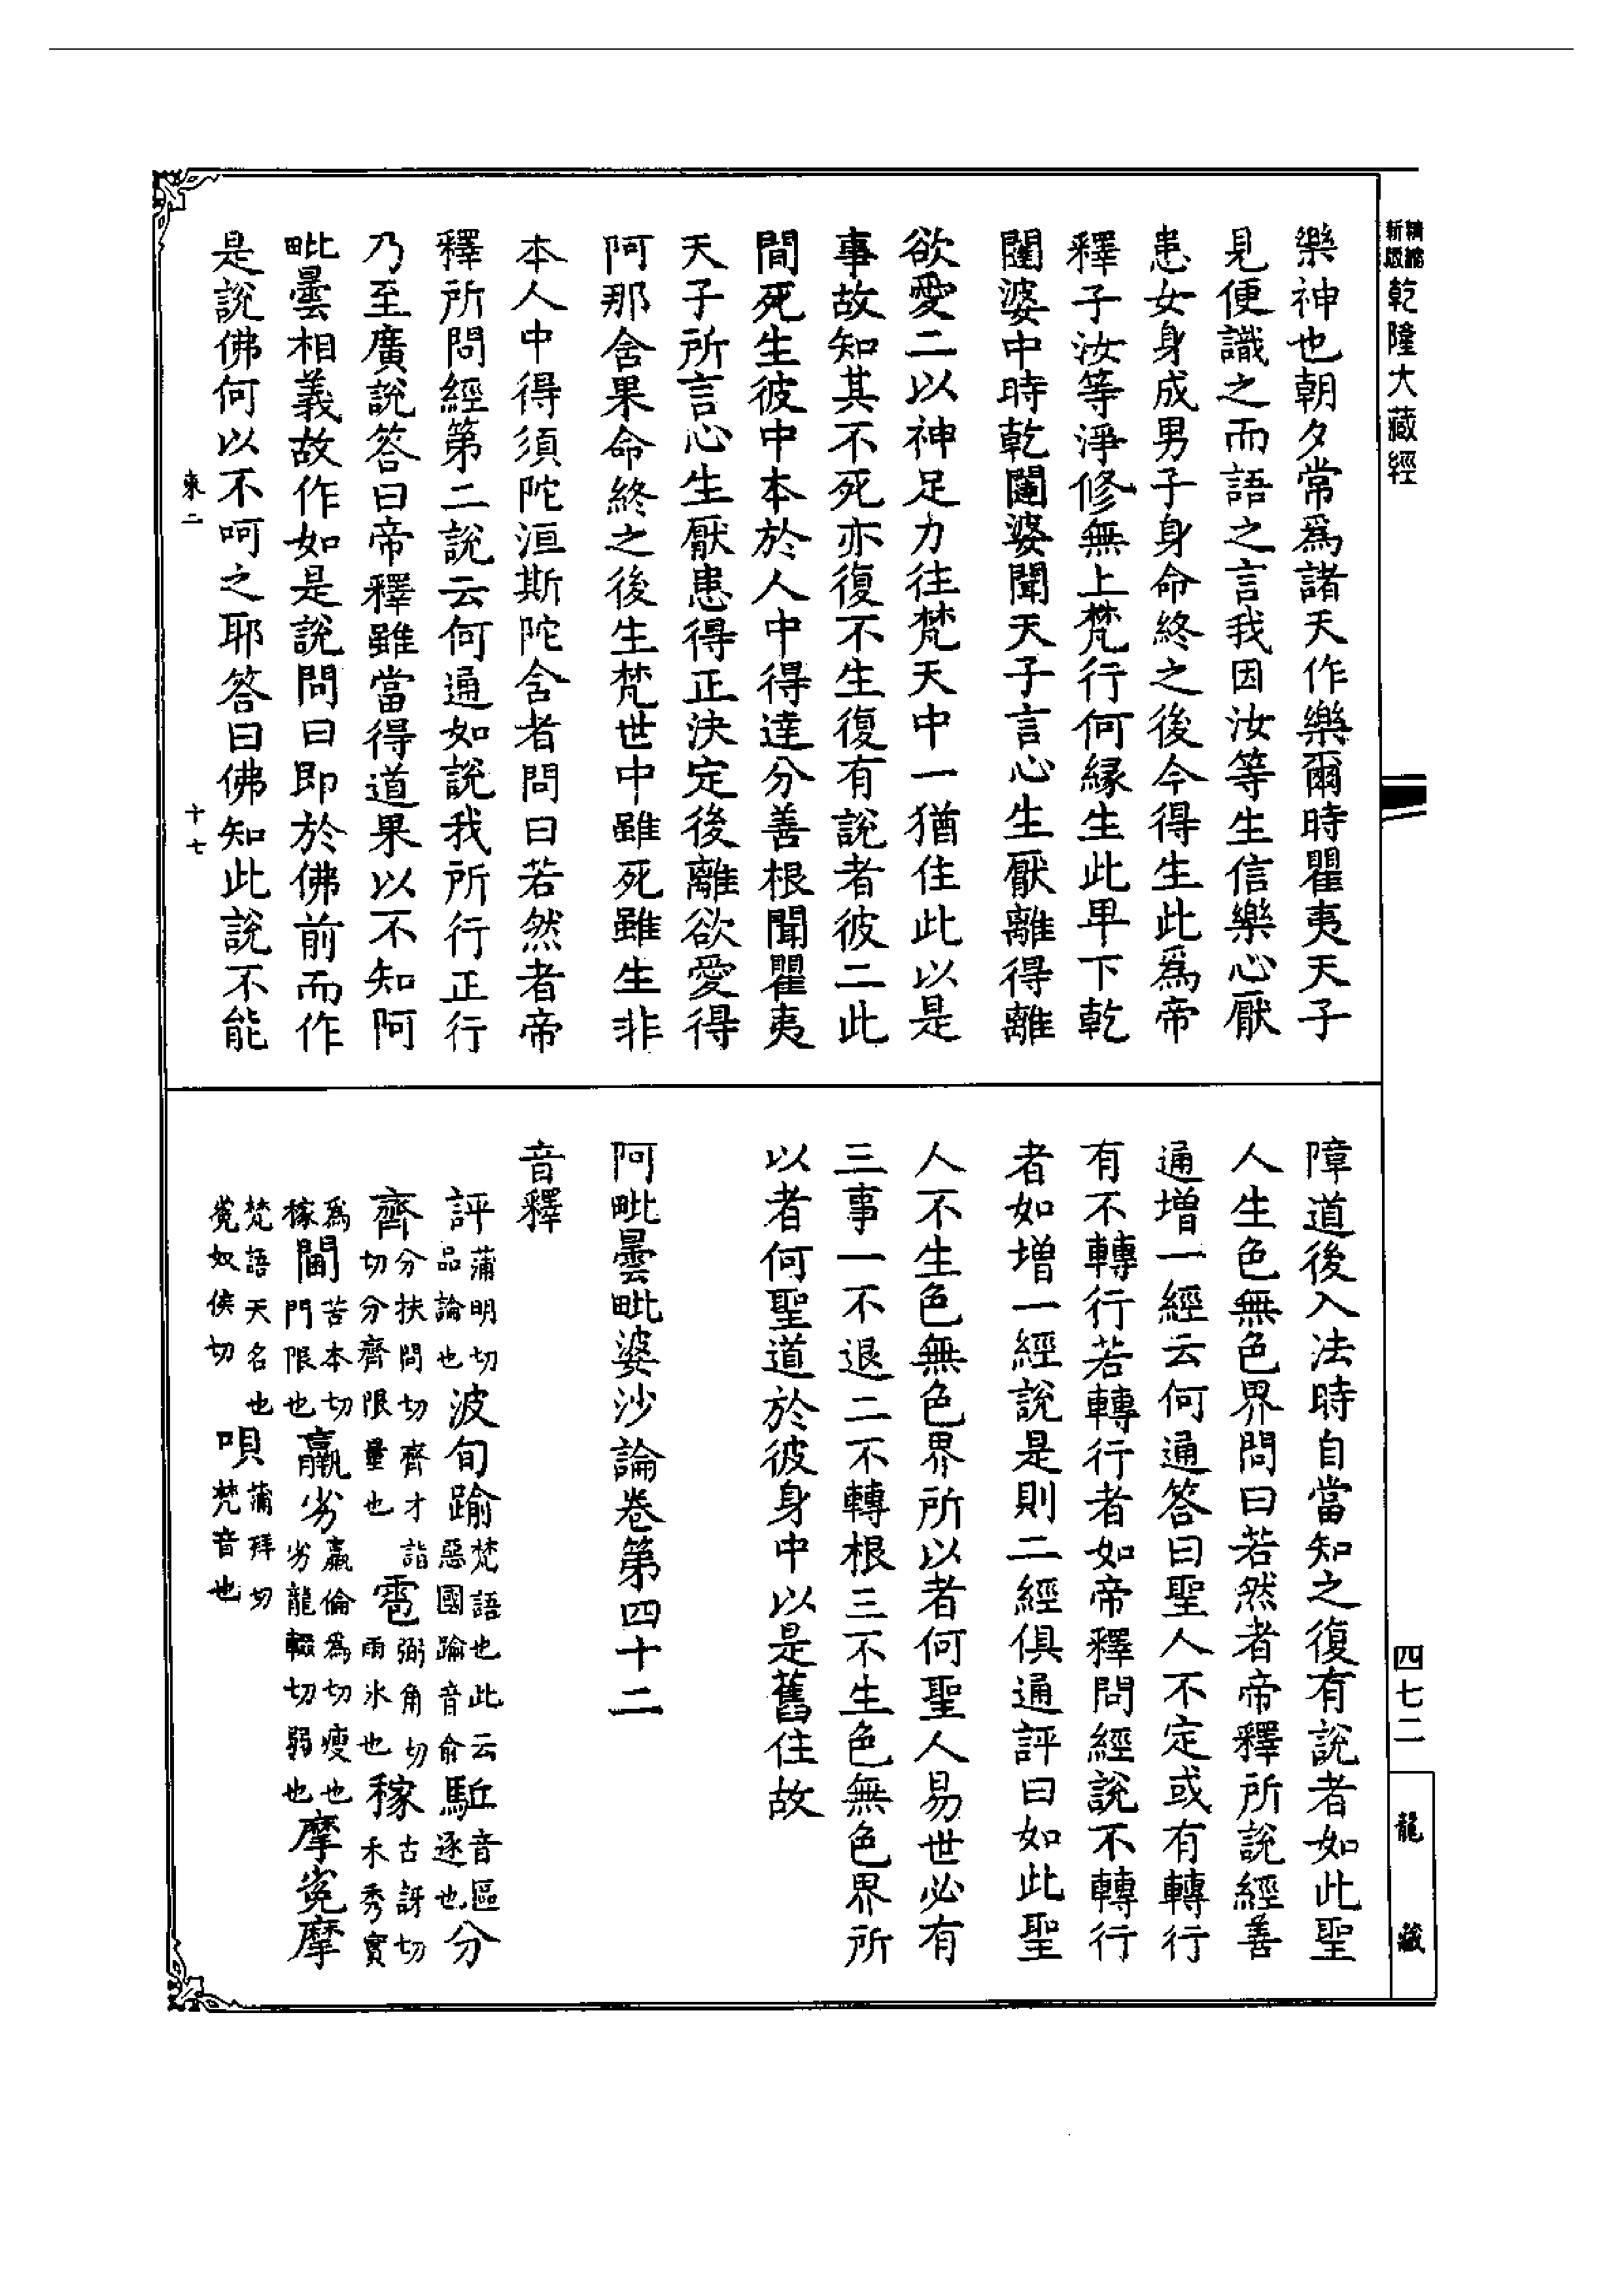 精縮新版乾隆大藏經
樂神也朝夕常爲諸天作樂爾時瞿夷天子
見便識之而語之言我因汝等生信樂心厭
患女身成男子身命終之後今得生此爲帝
釋子汝等淨修無上梵行何縁生此卑下乾
闥婆中時乾闥婆聞天子言心生厭離得離
欲愛二以神足力往梵天中一猶住此以是
事故知其不死亦復不生復有說者彼二此
間死生彼中本於人中得達分善根聞瞿夷
天子所言心生厭患得正決定後離欲愛得
阿那含果命終之後生梵世中雖死雖生非
本人中得須陀洹斯陀含者問曰若然者帝
釋所問經第二說云何通如說我所行正行
乃至廣說答曰帝釋雖當得道果以不知阿
毗曇相義故作如是說問曰即於佛前而作
是說佛何以不呵之耶答曰佛知此說不能
東二 十七
障道後入法時自當知之復有說者如此聖
人生色無色界問曰若然者帝釋所說經善
通增一經云何通答曰聖人不定或有轉行
有不轉行若轉行者如帝釋問經說不轉行
者如增一經說是則二經俱通評曰如此聖
人不生色無色界所以者何聖人易世必有
三事一不退二不轉根三不生色無色界所
以者何聖道於彼身中以是舊住故
阿毗曇毗婆沙論卷第四十二
音釋
評蒲明切品論也波旬踰梵語也此云惡國踰音俞駈音區逐也分
齊分扶問切齊才詣切分齊限量也雹弼角切雨氷也稼古訝切禾秀實
爲稼閫苦本切門限也羸劣羸倫爲切瘦也劣龍輟切弱也摩㝹摩
梵語天名也㝹奴侯切唄蒲拜切梵音也
四七二
龍藏